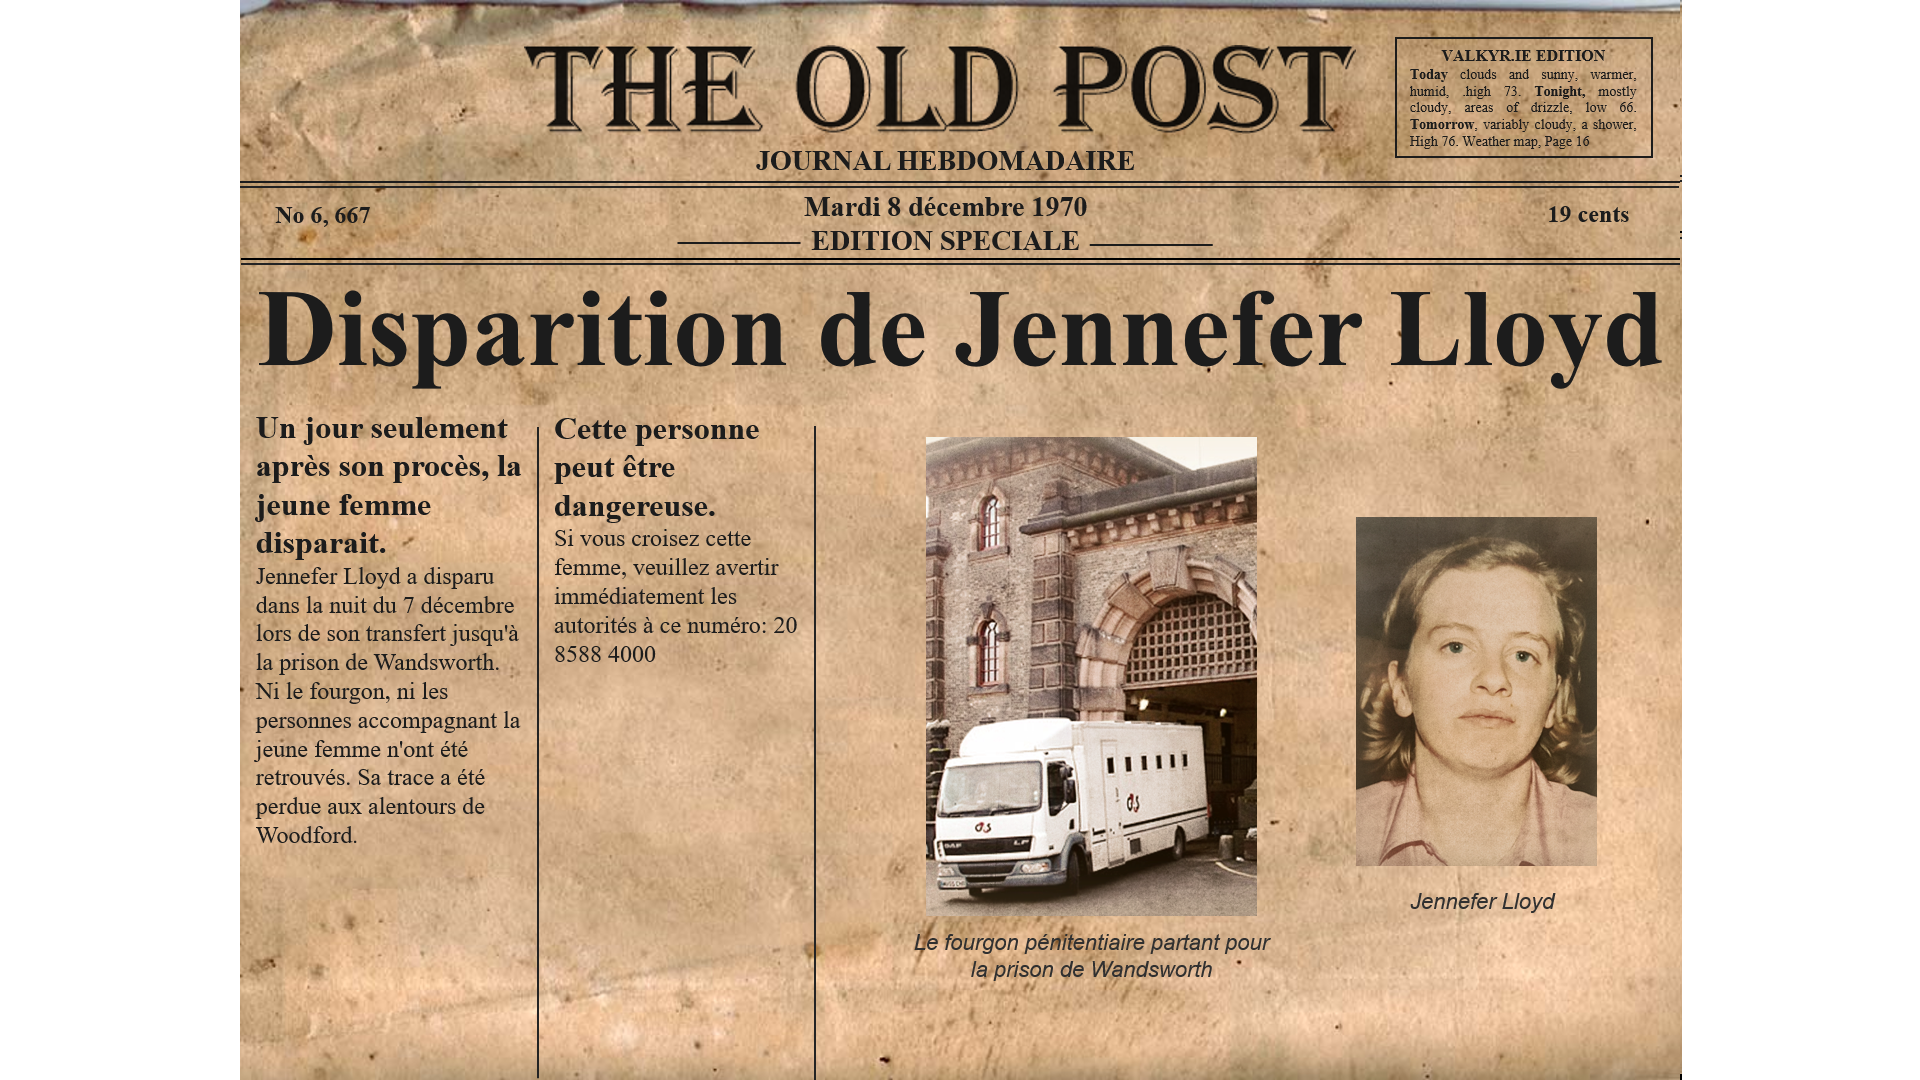 THE OLD POST
JOURNAL HEBDOMADAIRE
VALKYR.IE EDITION
Today clouds and sunny, warmer,
humid, .high 73. Tonight, mostly
cloudy, areas of drizzle, low 66.
Tomorrow, variably cloudy, a shower,
High 76. Weather map, Page 16
No 6, 667
Mardi 8 décembre 1970
EDITION SPECIALE
19 cents
Disparition de Jennefer Lloyd
Un jour seulement
après son procès, la
jeune femme
disparait.
Jennefer Lloyd a disparu
dans la nuit du 7 décembre
lors de son transfert jusqu'à
la prison de Wandsworth.
Ni le fourgon, ni les
personnes accompagnant la
jeune femme n'ont été
retrouvés. Sa trace a été
perdue aux alentours de
Woodford.
Cette personne
peut être
dangereuse.
Si vous croisez cette
femme, veuillez avertir
immédiatement les
autorités à ce numéro: 20
8588 4000
G4S
G4S
DAF
LF
Le fourgon pénitentiaire partant pour
la prison de Wandsworth
Jennefer Lloyd